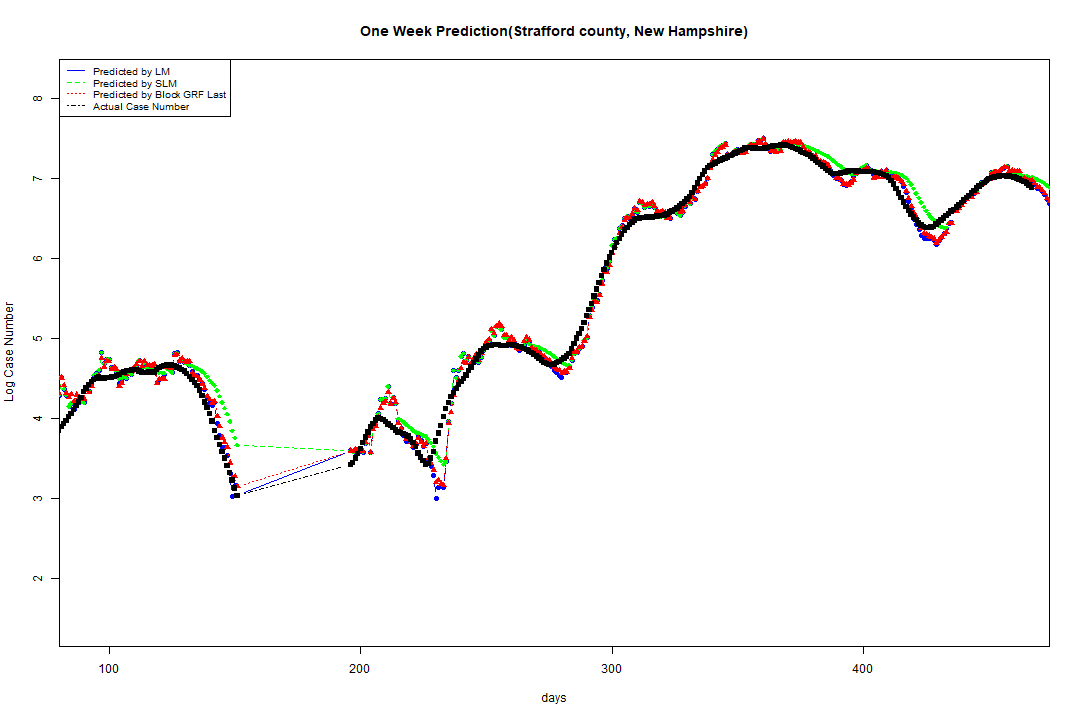 One Week Prediction(Strafford county, New Hampshire)
Predicted by LM
Predicted by SLM
Predicted by Block GRF Last
Actual Case Number
Log Case Number
8
7
6
5
4
3
2
100 200 300 400
days